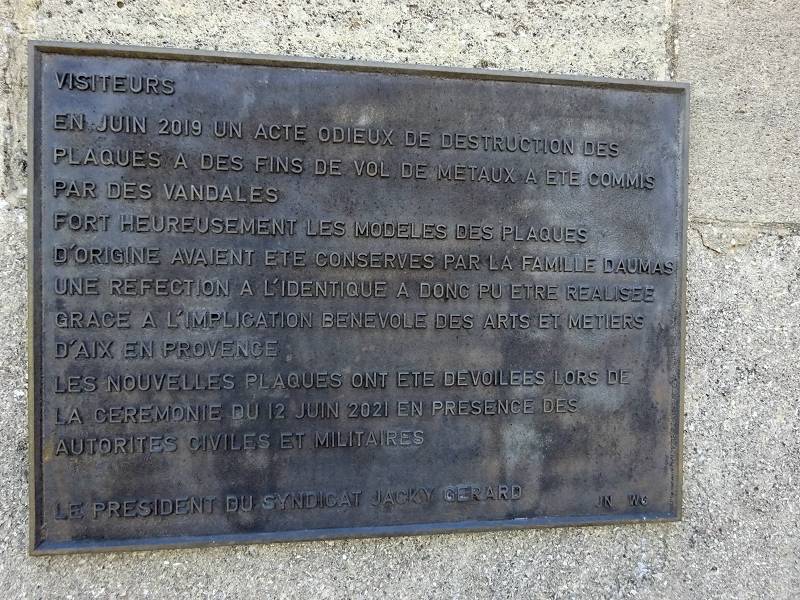 VISITEURS
EN JUIN 2019 UN ACTE ODIEUX DE DESTRUCTION DES
PLAQUES A DES FINS DE VOL DE METAUX A ETE COMMIS
PAR DES VANDALES
FORT HEUREUSEMENT LES MODELES DES PLAQUES
D'ORIGINE AVAIENT ETE CONSERVES PAR LA FAMILLE DAUMAS
UNE REFECTION A L'IDENTIQUE A DONC PU ETRE REALISEE
GRACE A L'IMPLICATION BENEVOLE DES ARTS ET METIERS
D'AIX EN PROVENCE
LES NOUVELLES PLAQUES ONT ETE DEVOILEES LORS DE
LA CEREMONIE DU 12 JUIN 2021 EN PRESENCE DES
AUTORITES CIVILES ET MILITAIRES
LE PRESIDENT DU SYNDICAT JACKY GERARD JN WG